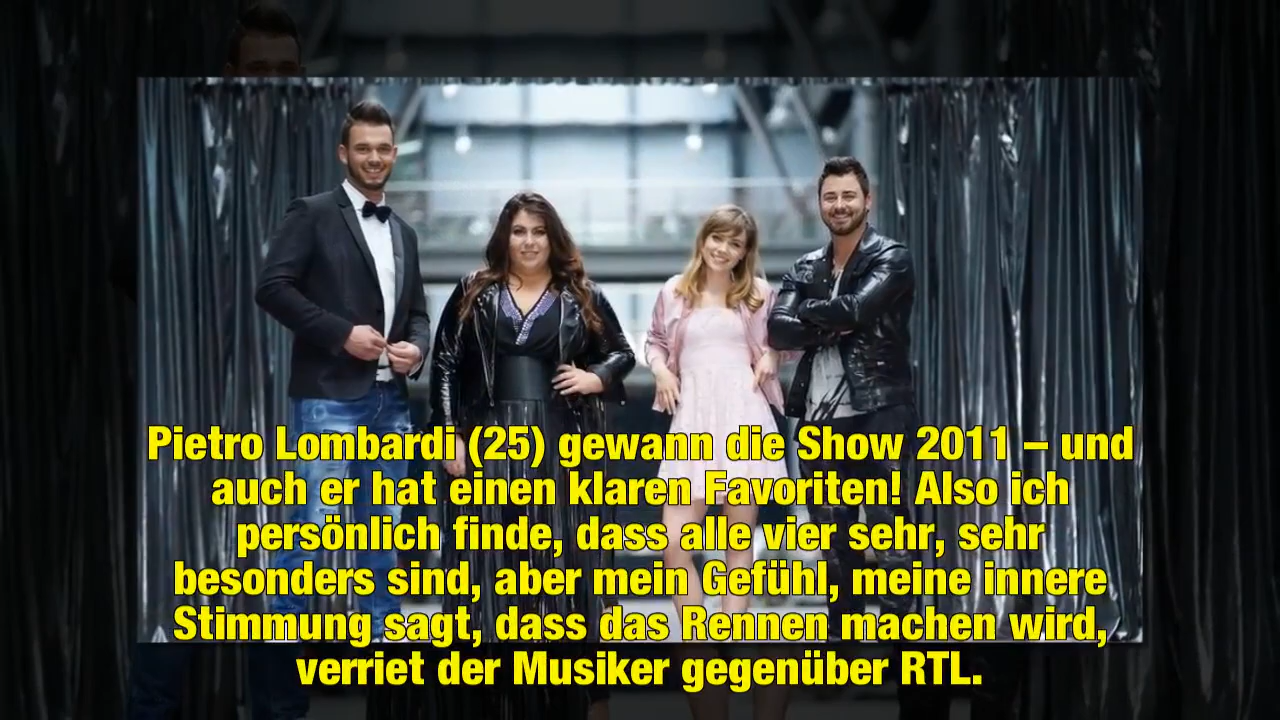 Pietro Lombardi (25) gewann die Show 2011 – und
auch er hat einen klaren Favoriten! Also ich
persönlich finde, dass alle vier sehr, sehr
besonders sind, aber mein Gefühl, meine innere
Stimmung sagt, dass das Rennen machen wird,
verriet der Musiker gegenüber RTL.